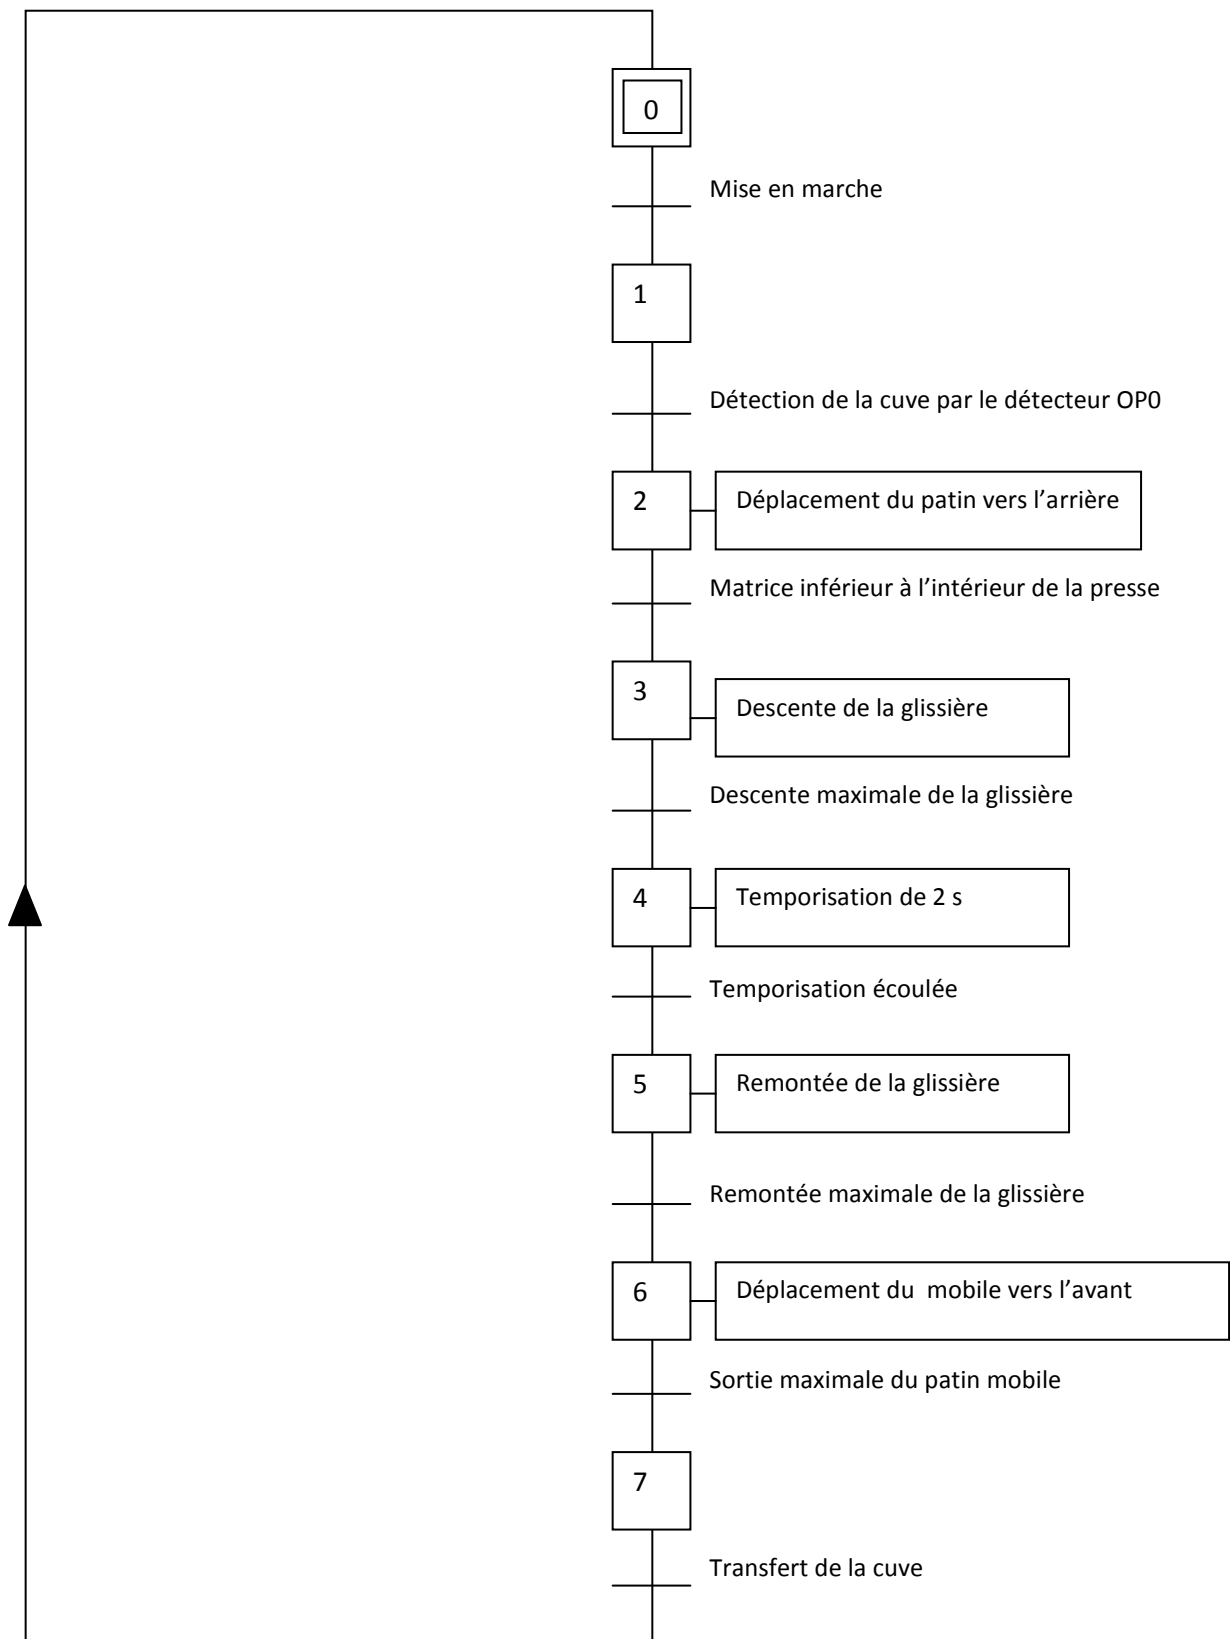 0
Mise en marche
1
Détection de la cuve par le détecteur OP0
2
Déplacement du patin vers l’arrière
Matrice inférieur à l’intérieur de la presse
3
Descente de la glissière
Descente maximale de la glissière
4
Temporisation de 2 s
Temporisation écoulée
5
Remontée de la glissière
Remontée maximale de la glissière
6
Déplacement du  mobile vers l’avant
Sortie maximale du patin mobile
7
Transfert de la cuve